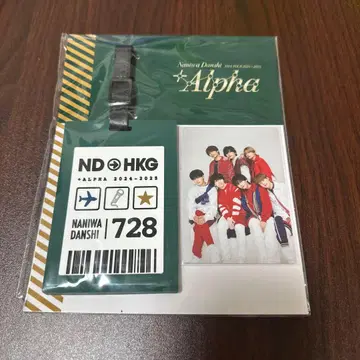 Naniwa Danshi
+Alpha
ND HKG
+ALPHA 2024-2025
NANIWA
DANSHI
728